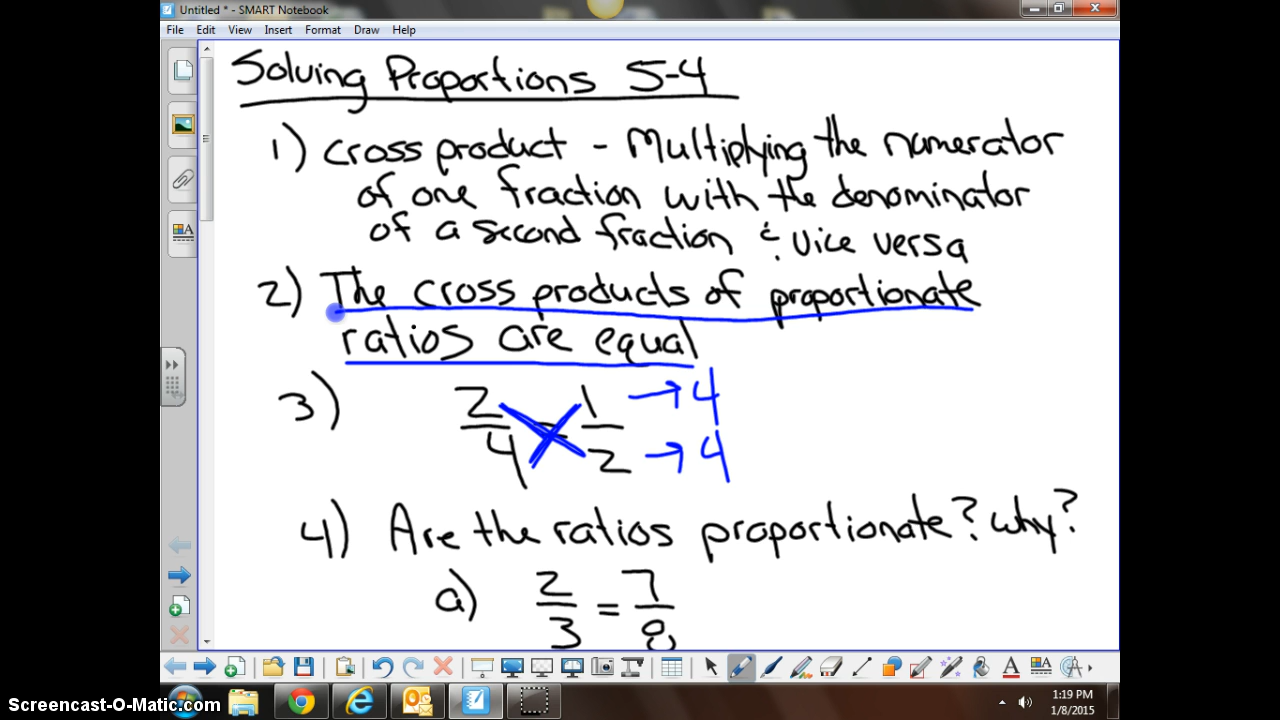 Untitled * - SMART Notebook
File Edit View Insert Format Draw Help
Solving Proportions 5-4
1) cross product - Multiplying the numerator
of one fraction with the denominator
of a second fraction & vice versa
2) The cross products of proportionate
ratios are equal
3) 2/4 = 1/2 → 4
→ 4
4) Are the ratios proportionate? why?
a) 2/3 = 7/8
Screencast-O-Matic.com
1:19 PM
1/8/2015